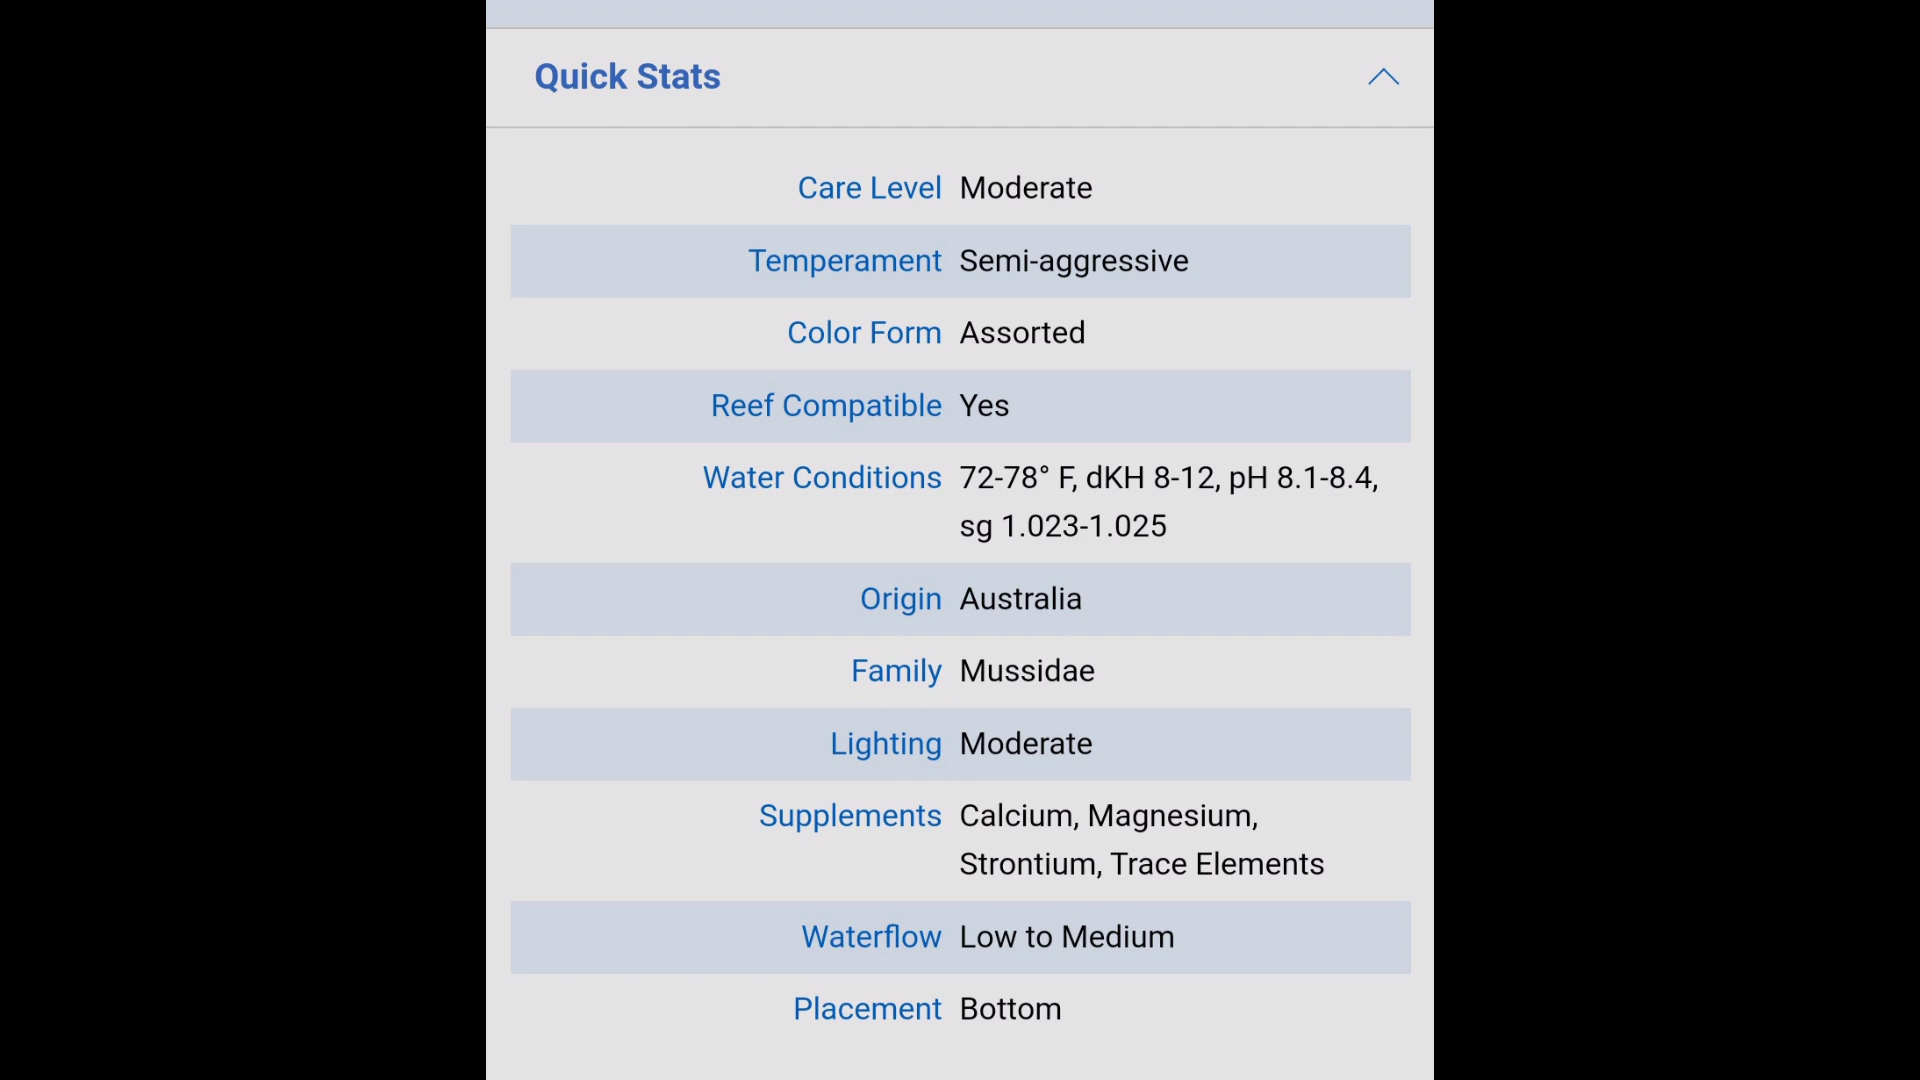 Quick Stats
Care Level Moderate
Temperament Semi-aggressive
Color Form Assorted
Reef Compatible Yes
Water Conditions 72-78° F, dKH 8-12, pH 8.1-8.4,
sg 1.023-1.025
Origin Australia
Family Mussidae
Lighting Moderate
Supplements Calcium, Magnesium,
Strontium, Trace Elements
Waterflow Low to Medium
Placement Bottom